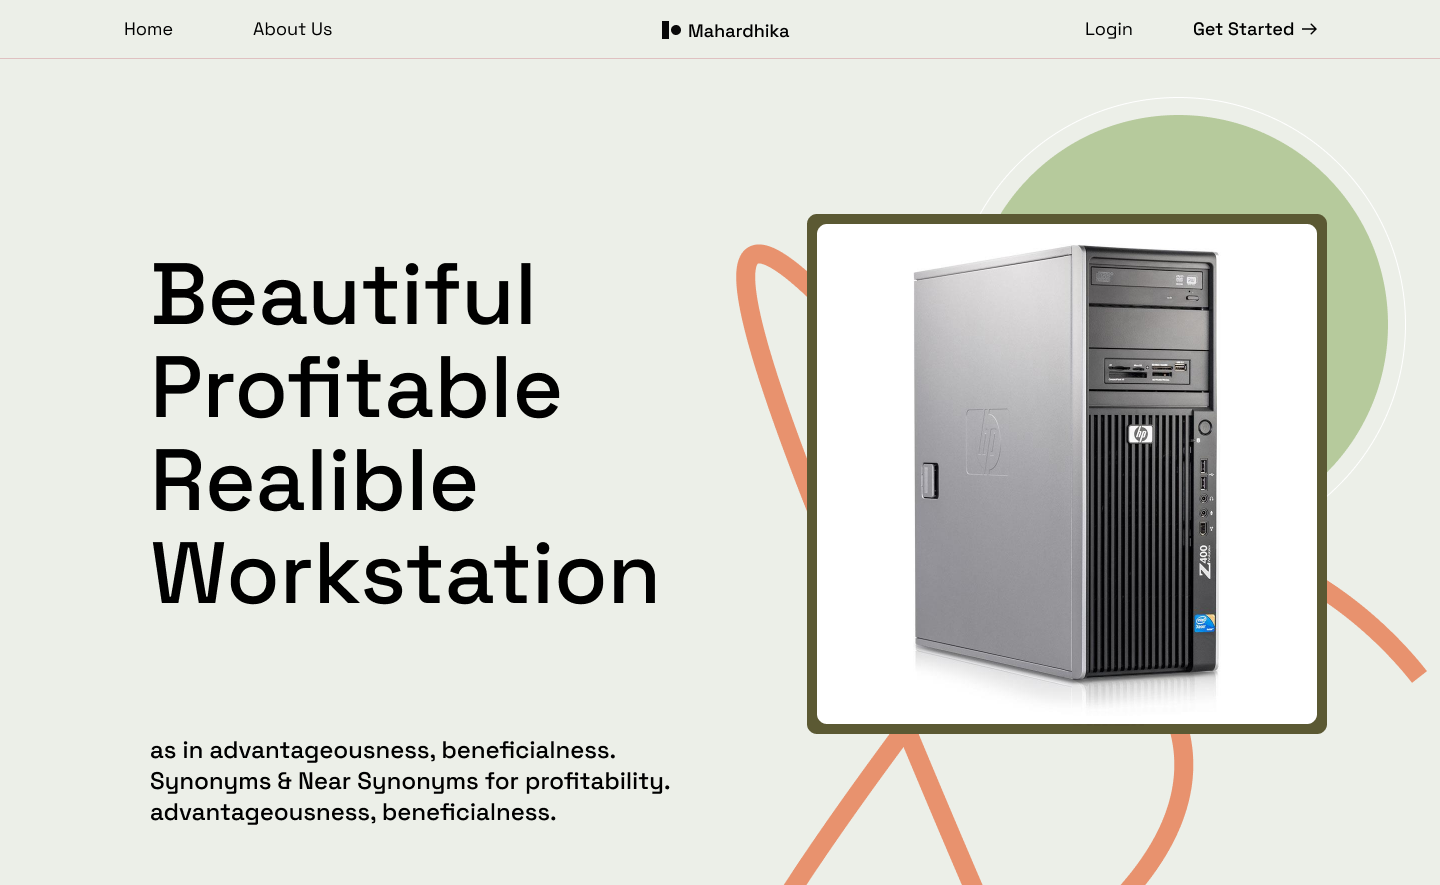 Home
About Us
Mahardhika
Login
Get Started →
Beautiful
Profitable
Realible
Workstation
as in advantageousness, beneficialness.
Synonyms & Near Synonyms for profitability.
advantageousness, beneficialness.
hp
hp
Z400